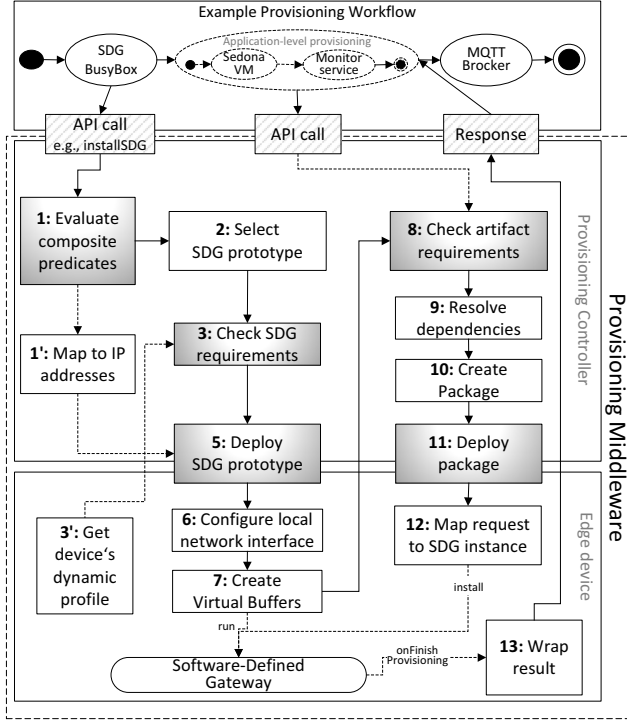 Example Provisioning Workflow
SDG
BusyBox
Application-level provisioning
Sedona
VM
Monitor
service
MQTT
Brocker
API call
e.g., installSDG
API call
Response
1: Evaluate
composite
predicates
2: Select
SDG prototype
8: Check artifact
requirements
1': Map to IP
addresses
3: Check SDG
requirements
9: Resolve
dependencies
10: Create
Package
5: Deploy
SDG prototype
11: Deploy
package
Provisioning Controller
Provisioning Middleware
3': Get
device‘s
dynamic
profile
6: Configure local
network interface
7: Create
Virtual Buffers
12: Map request
to SDG instance
Edge device
install
run
Software-Defined
Gateway
onFinish
Provisioning
13: Wrap
result